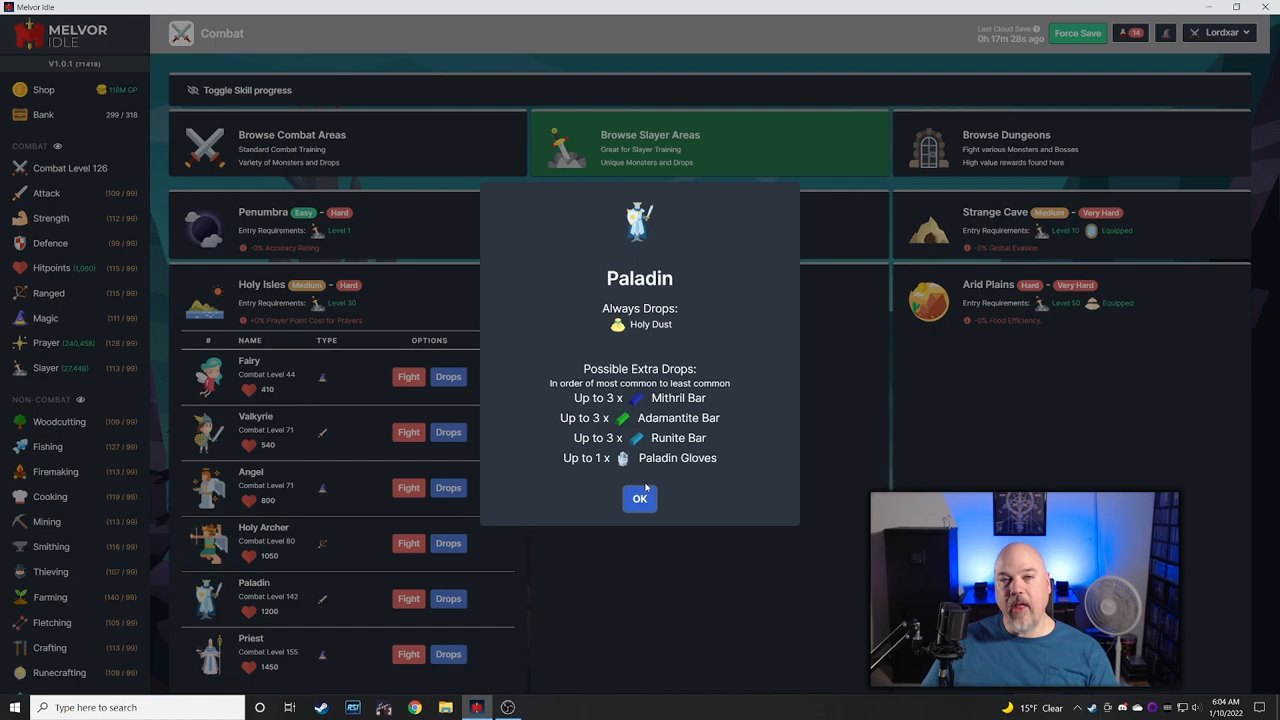 Melvor Idle
MELVOR
IDLE
V1.0.1 (?1419)
Shop
118M GP
Bank
299 / 318
COMBAT
Combat Level 126
Attack (109 / 99)
Strength (112 / 99)
Defence (99 / 99)
Hitpoints (1,060) (115 / 99)
Ranged (115 / 99)
Magic (111 / 99)
Prayer (240,456) (128 / 99)
Slayer (27,448) (113 / 99)
NON-COMBAT
Woodcutting (121 / 99)
Fishing (127 / 99)
Firemaking (113 / 99)
Cooking (119 / 99)
Mining (113 / 99)
Smithing (116 / 99)
Thieving (107 / 99)
Farming (140 / 99)
Fletching (105 / 99)
Crafting (113 / 99)
Runecrafting (109 / 99)
Combat
Last Cloud Save
0h 17m 28s ago
Force Save
14
Lordxar
Toggle Skill progress
Browse Combat Areas
Standard Combat Training
Variety of Monsters and Drops
Browse Slayer Areas
Great for Slayer Training
Unique Monsters and Drops
Browse Dungeons
Fight various Monsters and Bosses
High value rewards found here
Penumbra Easy - Hard
Entry Requirements: Level 1
-0% Accuracy Rating
Strange Cave Medium - Very Hard
Entry Requirements: Level 10 Equipped
-0% Global Evasion
Holy Isles Medium - Hard
Entry Requirements: Level 30
+0% Prayer Point Cost for Prayers
Arid Plains Hard - Very Hard
Entry Requirements: Level 50 Equipped
-0% Food Efficiency.
# NAME TYPE OPTIONS
Fairy
Combat Level 44
410
Fight Drops
Valkyrie
Combat Level 71
540
Fight Drops
Angel
Combat Level 71
800
Fight Drops
Holy Archer
Combat Level 80
1050
Fight Drops
Paladin
Combat Level 142
1200
Fight Drops
Priest
Combat Level 155
1450
Fight Drops
Paladin
Always Drops:
Holy Dust
Possible Extra Drops:
In order of most common to least common
Up to 3 x Mithril Bar
Up to 3 x Adamantite Bar
Up to 3 x Runite Bar
Up to 1 x Paladin Gloves
OK
Type here to search
15°F Clear
6:04 AM
1/10/2022